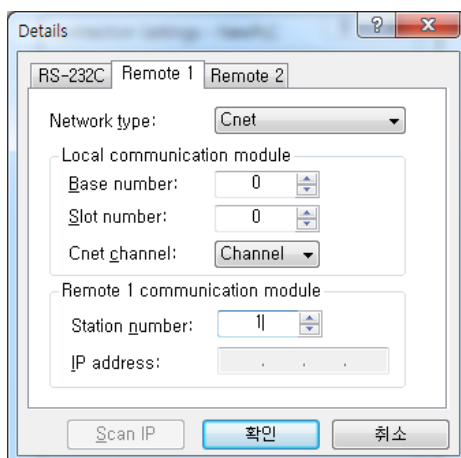 Details
RS-232C Remote 1 Remote 2
Network type: Cnet
Local communication module
Base number: 0
Slot number: 0
Cnet channel: Channel
Remote 1 communication module
Station number: 1
IP address: . . .
Scan IP 확인 취소